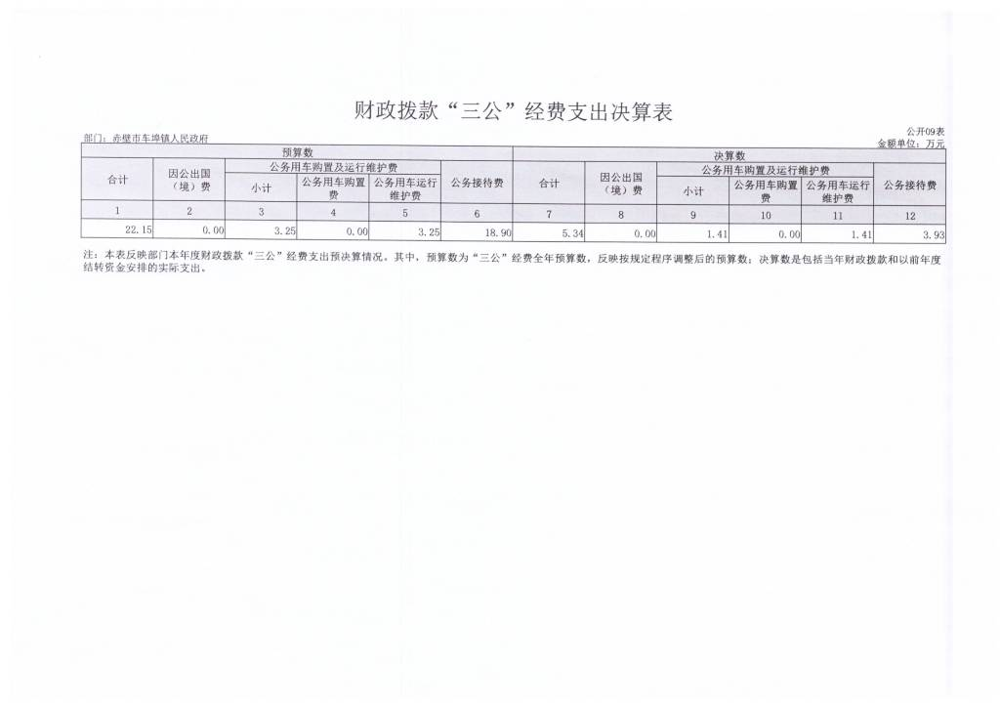 财政拨款“三公”经费支出决算表
公开09表
部门：赤壁市车埠镇人民政府
金额单位：万元
预算数 决算数
合计 因公出国（境）费 公务用车购置及运行维护费 公务接待费 合计 因公出国（境）费 公务用车购置及运行维护费 公务接待费
小计 公务用车购置费 公务用车运行维护费 小计 公务用车购置费 公务用车运行维护费
1 2 3 4 5 6 7 8 9 10 11 12
22.15 0.00 3.25 0.00 3.25 18.90 5.34 0.00 1.41 0.00 1.41 3.93
注：本表反映部门本年度财政拨款“三公”经费支出预决算情况。其中，预算数为“三公”经费全年预算数，反映按规定程序调整后的预算数；决算数是包括当年财政拨款和以前年度
结转资金安排的实际支出。